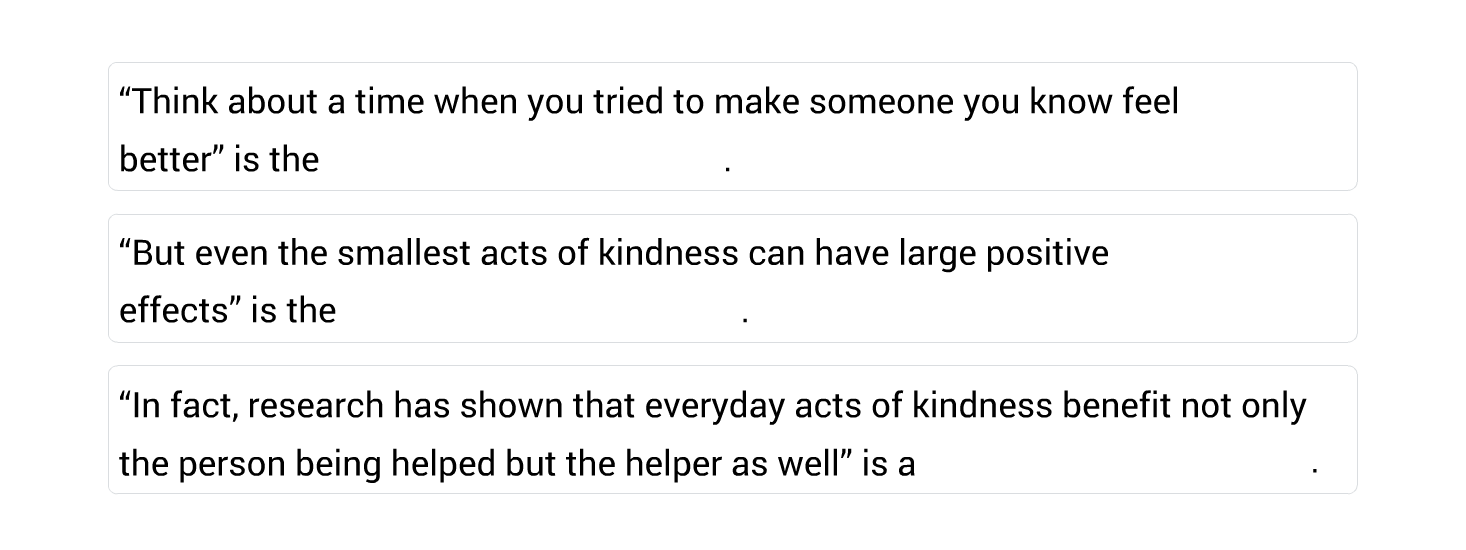 “Think about a time when you tried to make someone you know feel
better” is the .
“But even the smallest acts of kindness can have large positive
effects” is the .
“In fact, research has shown that everyday acts of kindness benefit not only
the person being helped but the helper as well” is a .